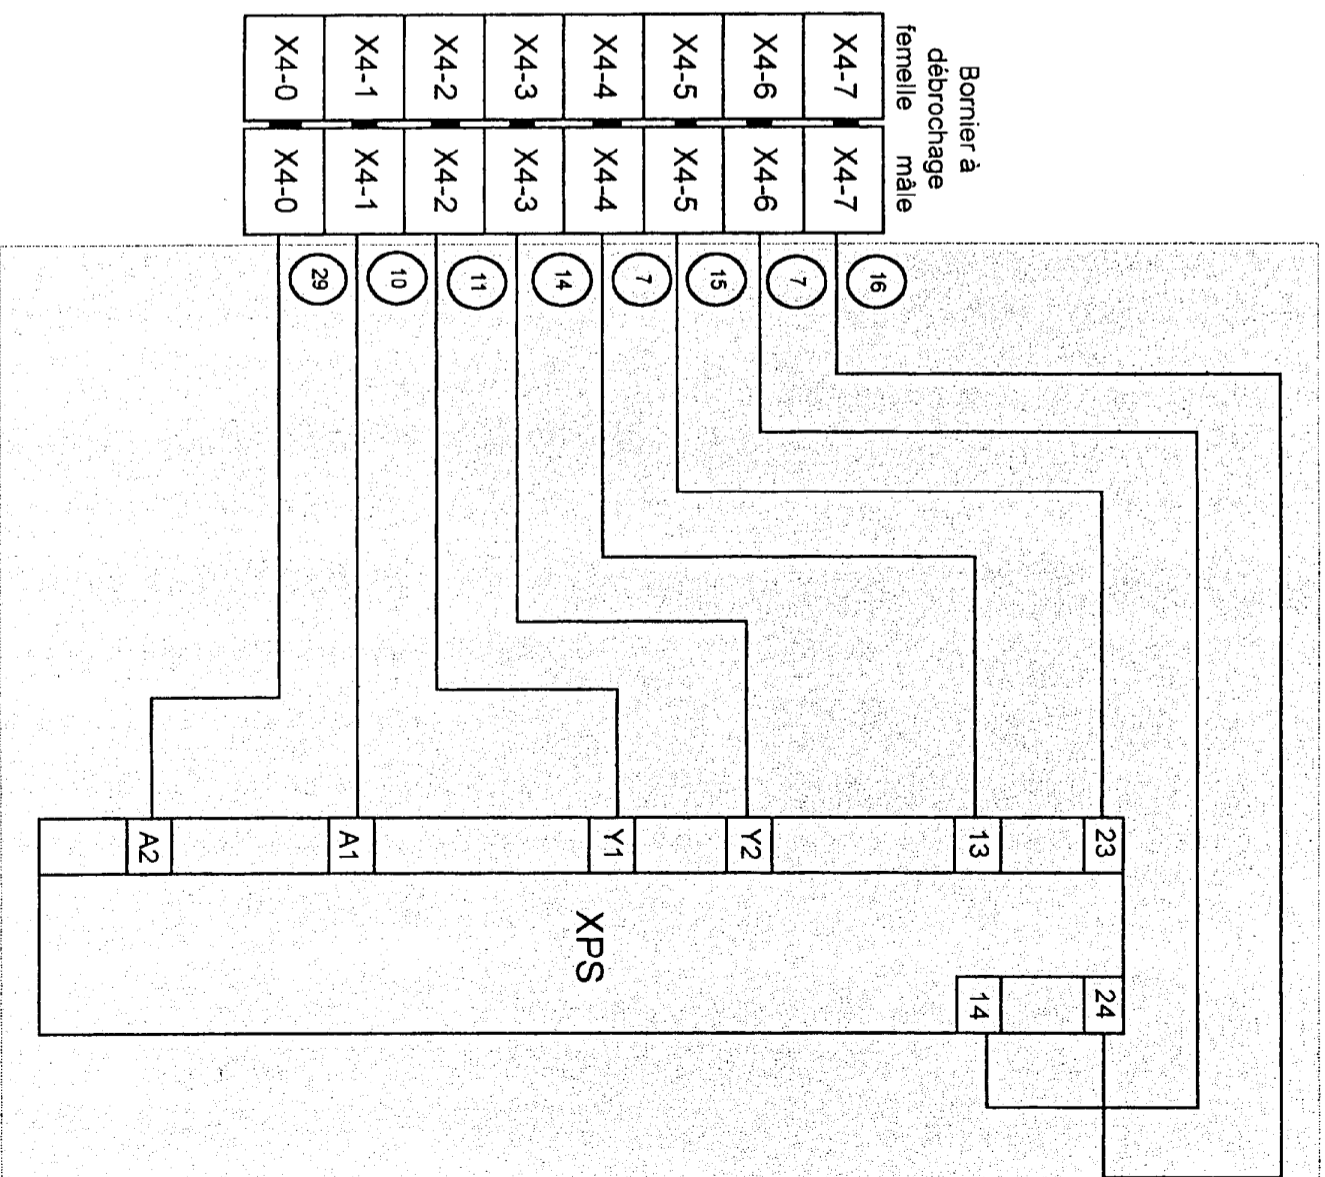 Bornier à
débrochage
femelle mâle
X4-7 X4-7 16
X4-6 X4-6 7
X4-5 X4-5 15
X4-4 X4-4 7
X4-3 X4-3 14
X4-2 X4-2 11
X4-1 X4-1 10
X4-0 X4-0 29
23 24
13 14
Y2
Y1
XPS
A1
A2